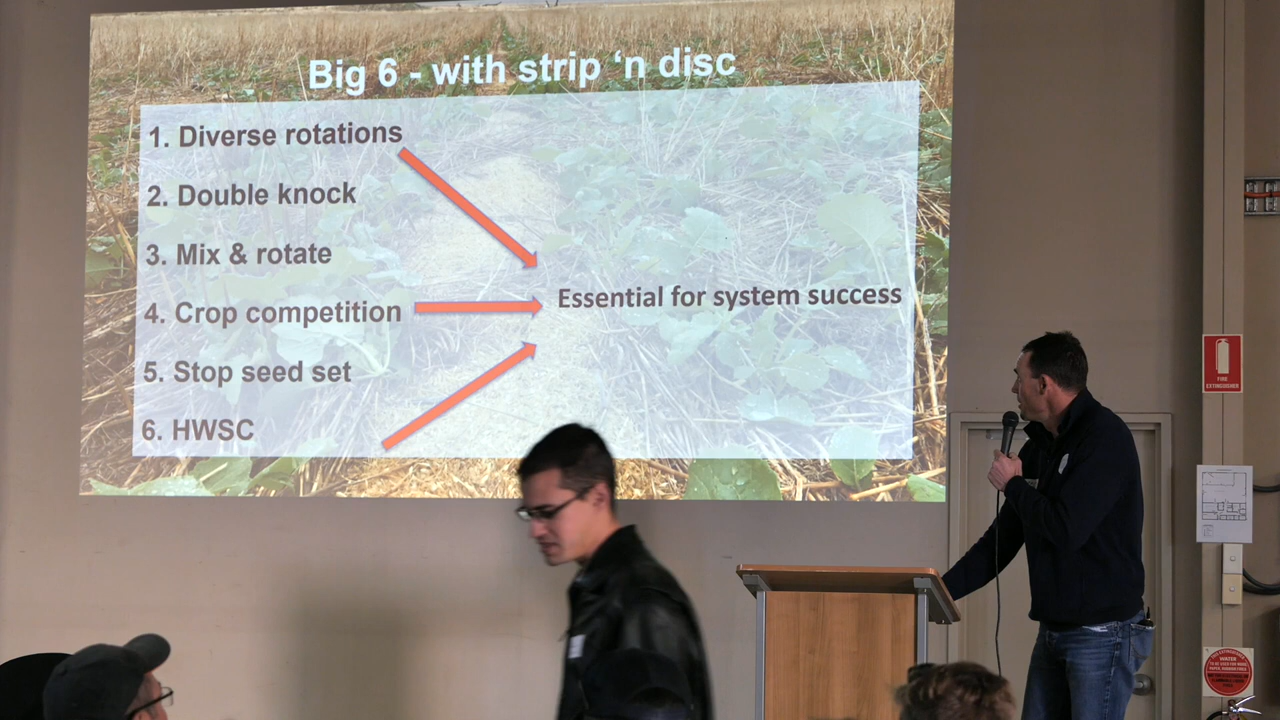 Big 6 - with strip ‘n disc
1. Diverse rotations
2. Double knock
3. Mix & rotate
4. Crop competition
5. Stop seed set
6. HWSC
Essential for system success
FIRE
EXTINGUISHER
WATER